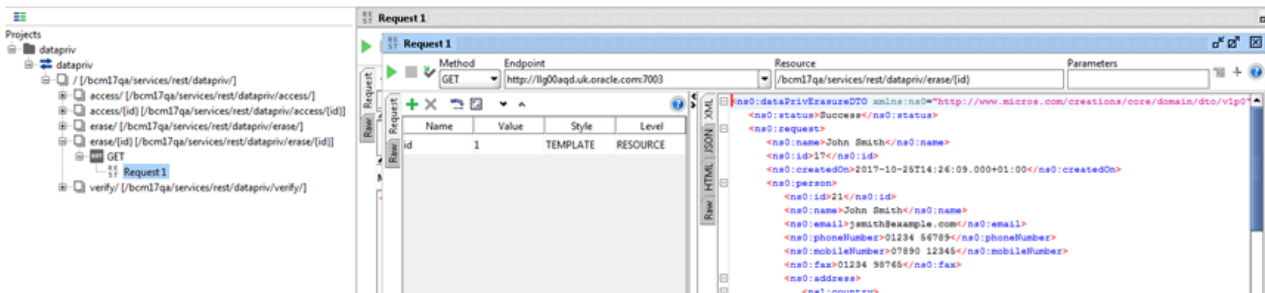 Projects
datapriv
datapriv
/ [/bcm17qa/services/rest/datapriv/]
access/ [/bcm17qa/services/rest/datapriv/access/]
access/{id} [/bcm17qa/services/rest/datapriv/access/{id}]
erase/ [/bcm17qa/services/rest/datapriv/erase/]
erase/{id} [/bcm17qa/services/rest/datapriv/erase/{id}]
GET
REST Request 1
verify/ [/bcm17qa/services/rest/datapriv/verify/]
REST Request 1
Request
Raw
REST Request 1
Method Endpoint Resource Parameters
GET http://llg00aqd.uk.oracle.com:7003 /bcm17qa/services/rest/datapriv/erase/{id}
Request
Raw
Name Value Style Level
id 1 TEMPLATE RESOURCE
XML
JSON
HTML
Raw
<ns0:dataPrivErasureDTO xmlns:ns0="http://www.micros.com/creations/core/domain/dto/v1p0"
<ns0:status>Success</ns0:status>
<ns0:request>
<ns0:name>John Smith</ns0:name>
<ns0:id>17</ns0:id>
<ns0:createdOn>2017-10-25T14:26:09.000+01:00</ns0:createdOn>
<ns0:person>
<ns0:id>21</ns0:id>
<ns0:name>John Smith</ns0:name>
<ns0:email>jsmith@example.com</ns0:email>
<ns0:phoneNumber>01234 56789</ns0:phoneNumber>
<ns0:mobileNumber>07890 12345</ns0:mobileNumber>
<ns0:fax>01234 98765</ns0:fax>
<ns0:address>
<ns1:country>